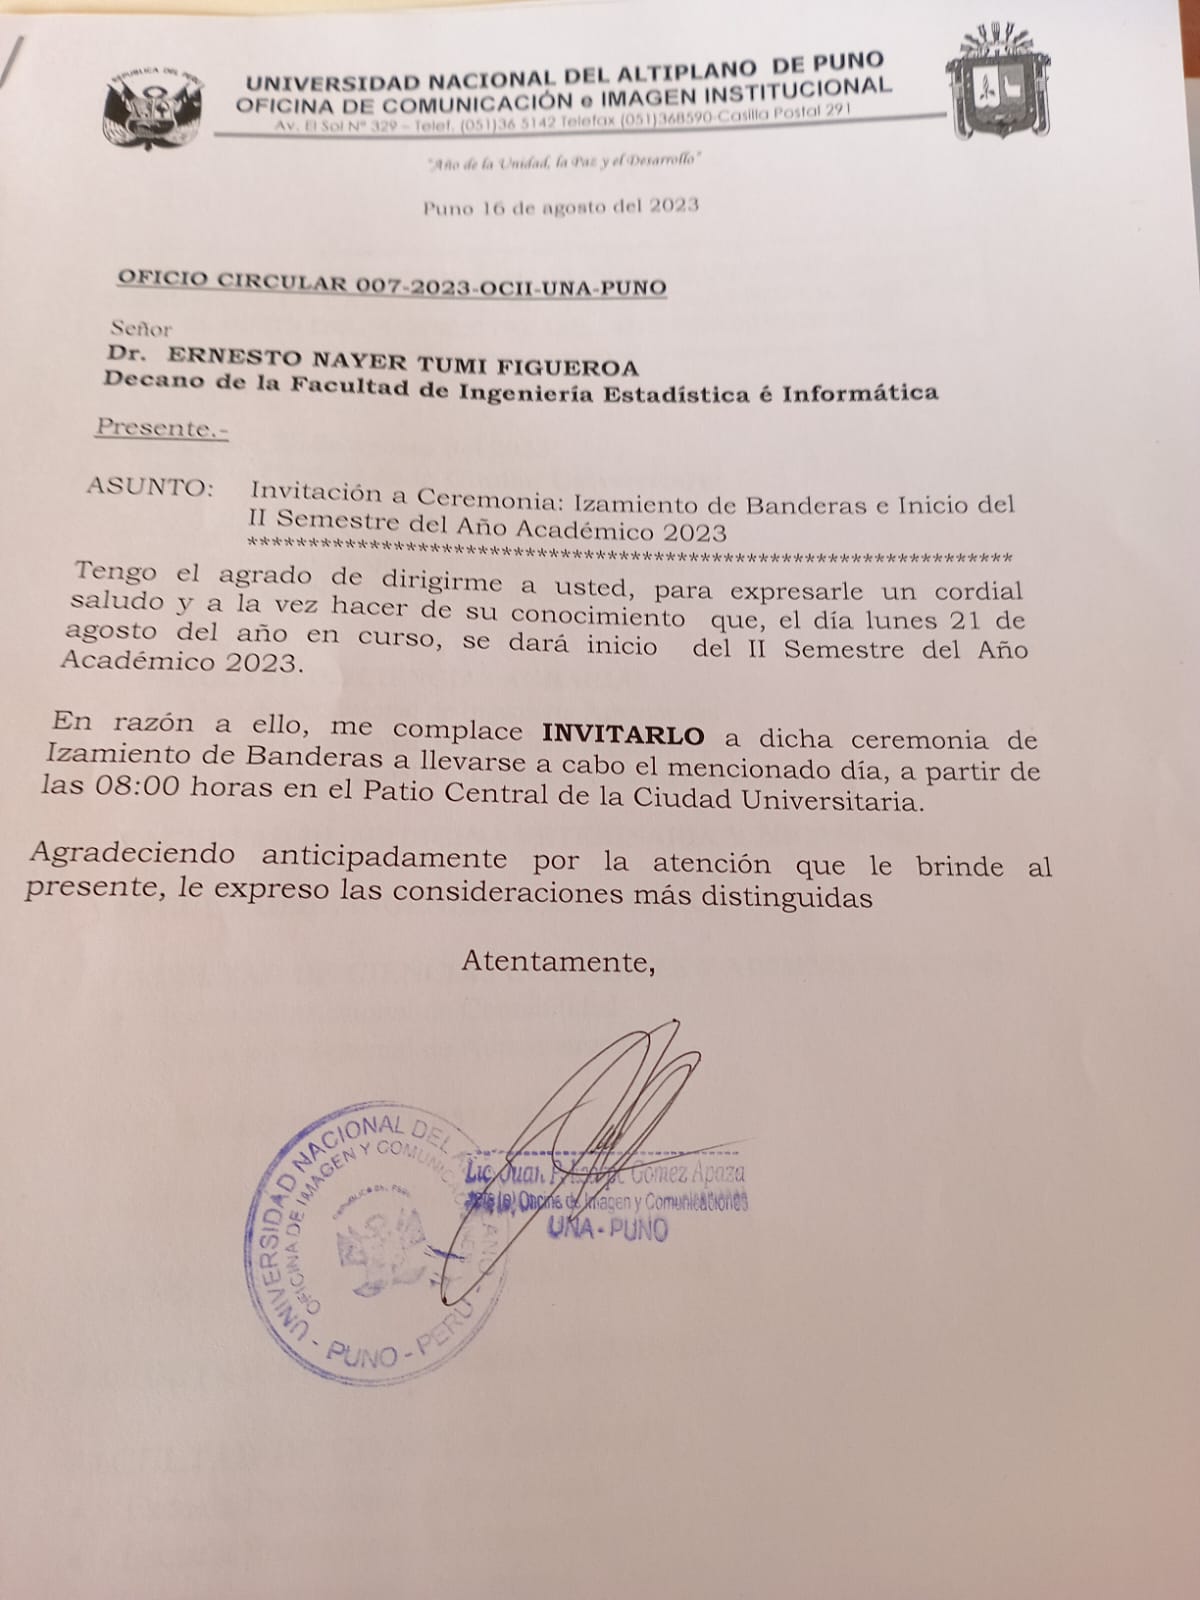 REPUBLICA DEL PERU
UNIVERSIDAD NACIONAL DEL ALTIPLANO DE PUNO
OFICINA DE COMUNICACIÓN e IMAGEN INSTITUCIONAL
Av. El Sol Nº 329 – Telef. (051)36 5142 Telefax (051)368590-Casilla Postal 291
"Año de la Unidad, la Paz y el Desarrollo"
Puno 16 de agosto del 2023
OFICIO CIRCULAR 007-2023-OCII-UNA-PUNO
Señor
Dr. ERNESTO NAYER TUMI FIGUEROA
Decano de la Facultad de Ingeniería Estadística é Informática
Presente.-
ASUNTO: Invitación a Ceremonia: Izamiento de Banderas e Inicio del
II Semestre del Año Académico 2023
***************************************************************
Tengo el agrado de dirigirme a usted, para expresarle un cordial
saludo y a la vez hacer de su conocimiento que, el día lunes 21 de
agosto del año en curso, se dará inicio del II Semestre del Año
Académico 2023.
En razón a ello, me complace INVITARLO a dicha ceremonia de
Izamiento de Banderas a llevarse a cabo el mencionado día, a partir de
las 08:00 horas en el Patio Central de la Ciudad Universitaria.
Agradeciendo anticipadamente por la atención que le brinde al
presente, le expreso las consideraciones más distinguidas
Atentamente,
UNIVERSIDAD NACIONAL DEL ALTIPLANO
OFICINA DE IMAGEN Y COMUNICACIONES
- PUNO - PERU -
Lic. Juan Gomez Apaza
Oficina de Imagen y Comunicaciones
UNA - PUNO